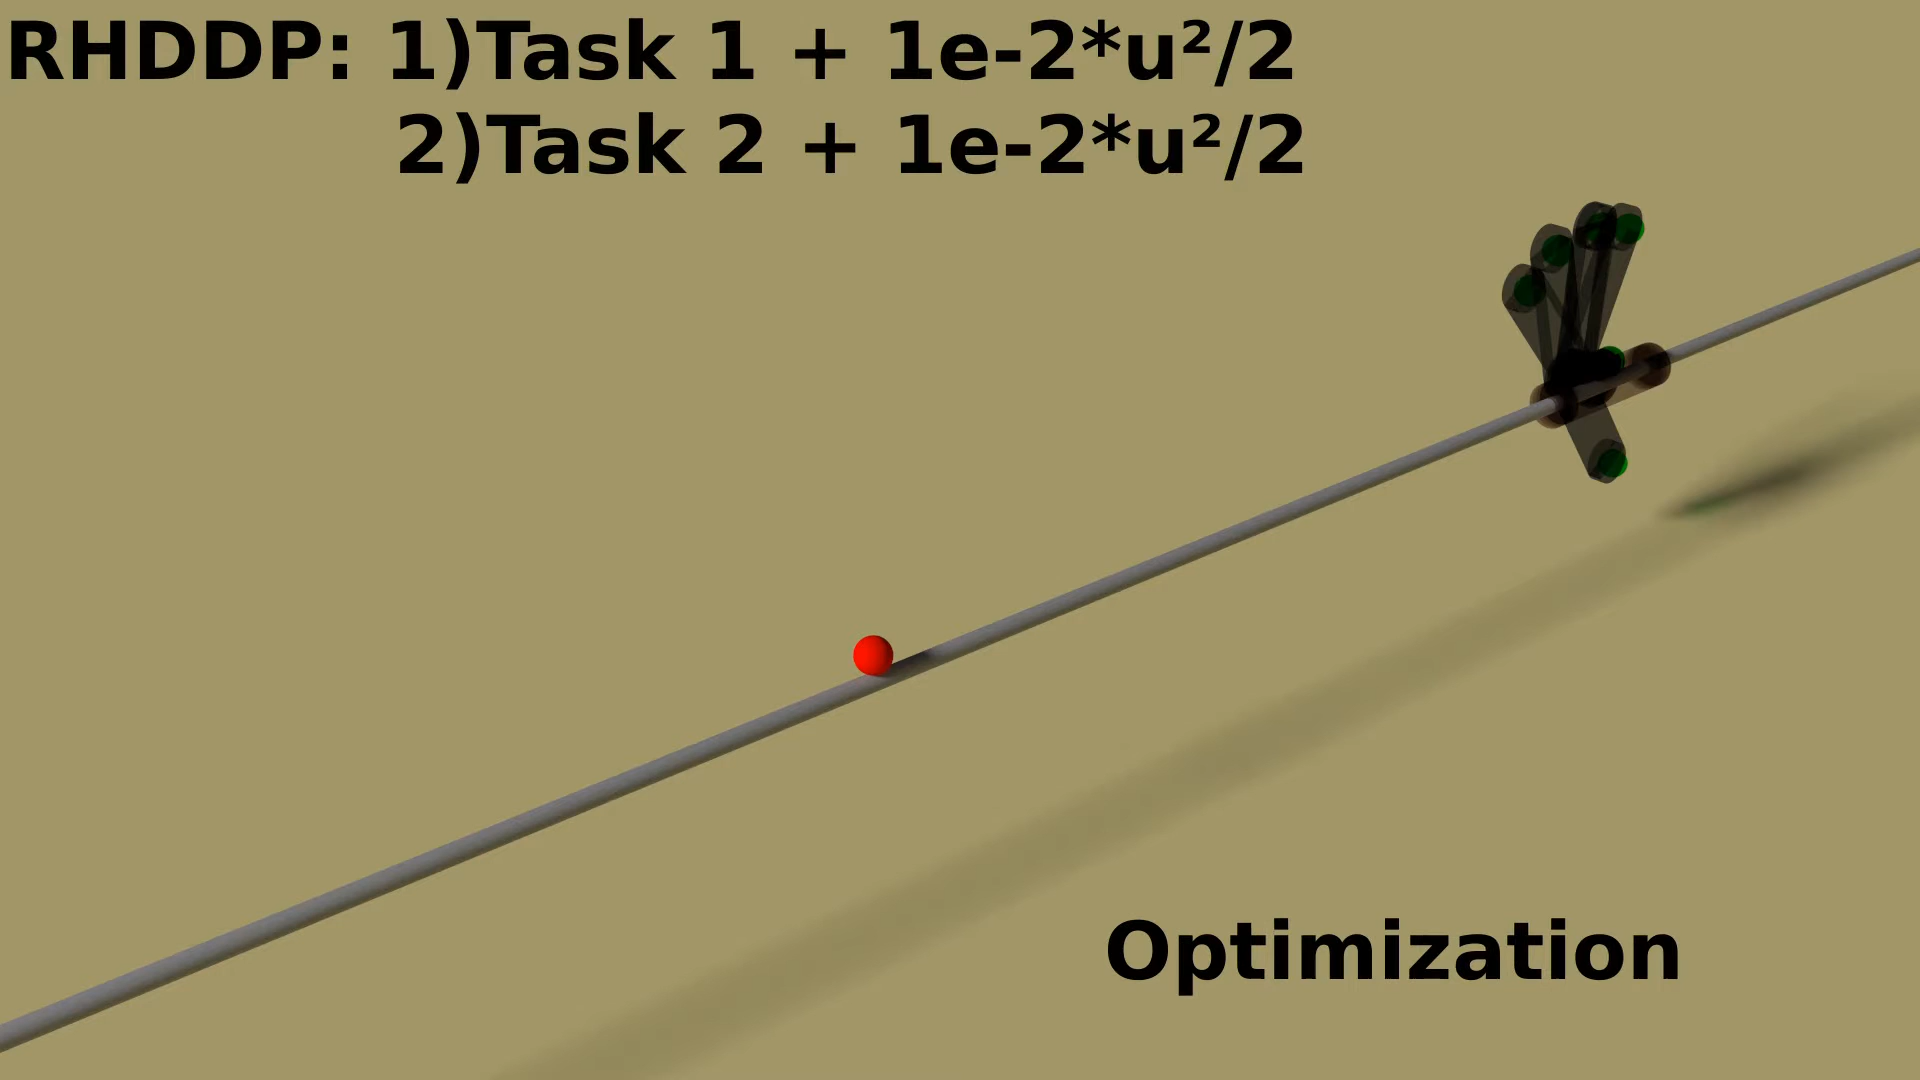 RHDDP: 1)Task 1 + 1e-2*u²/2
2)Task 2 + 1e-2*u²/2
Optimization